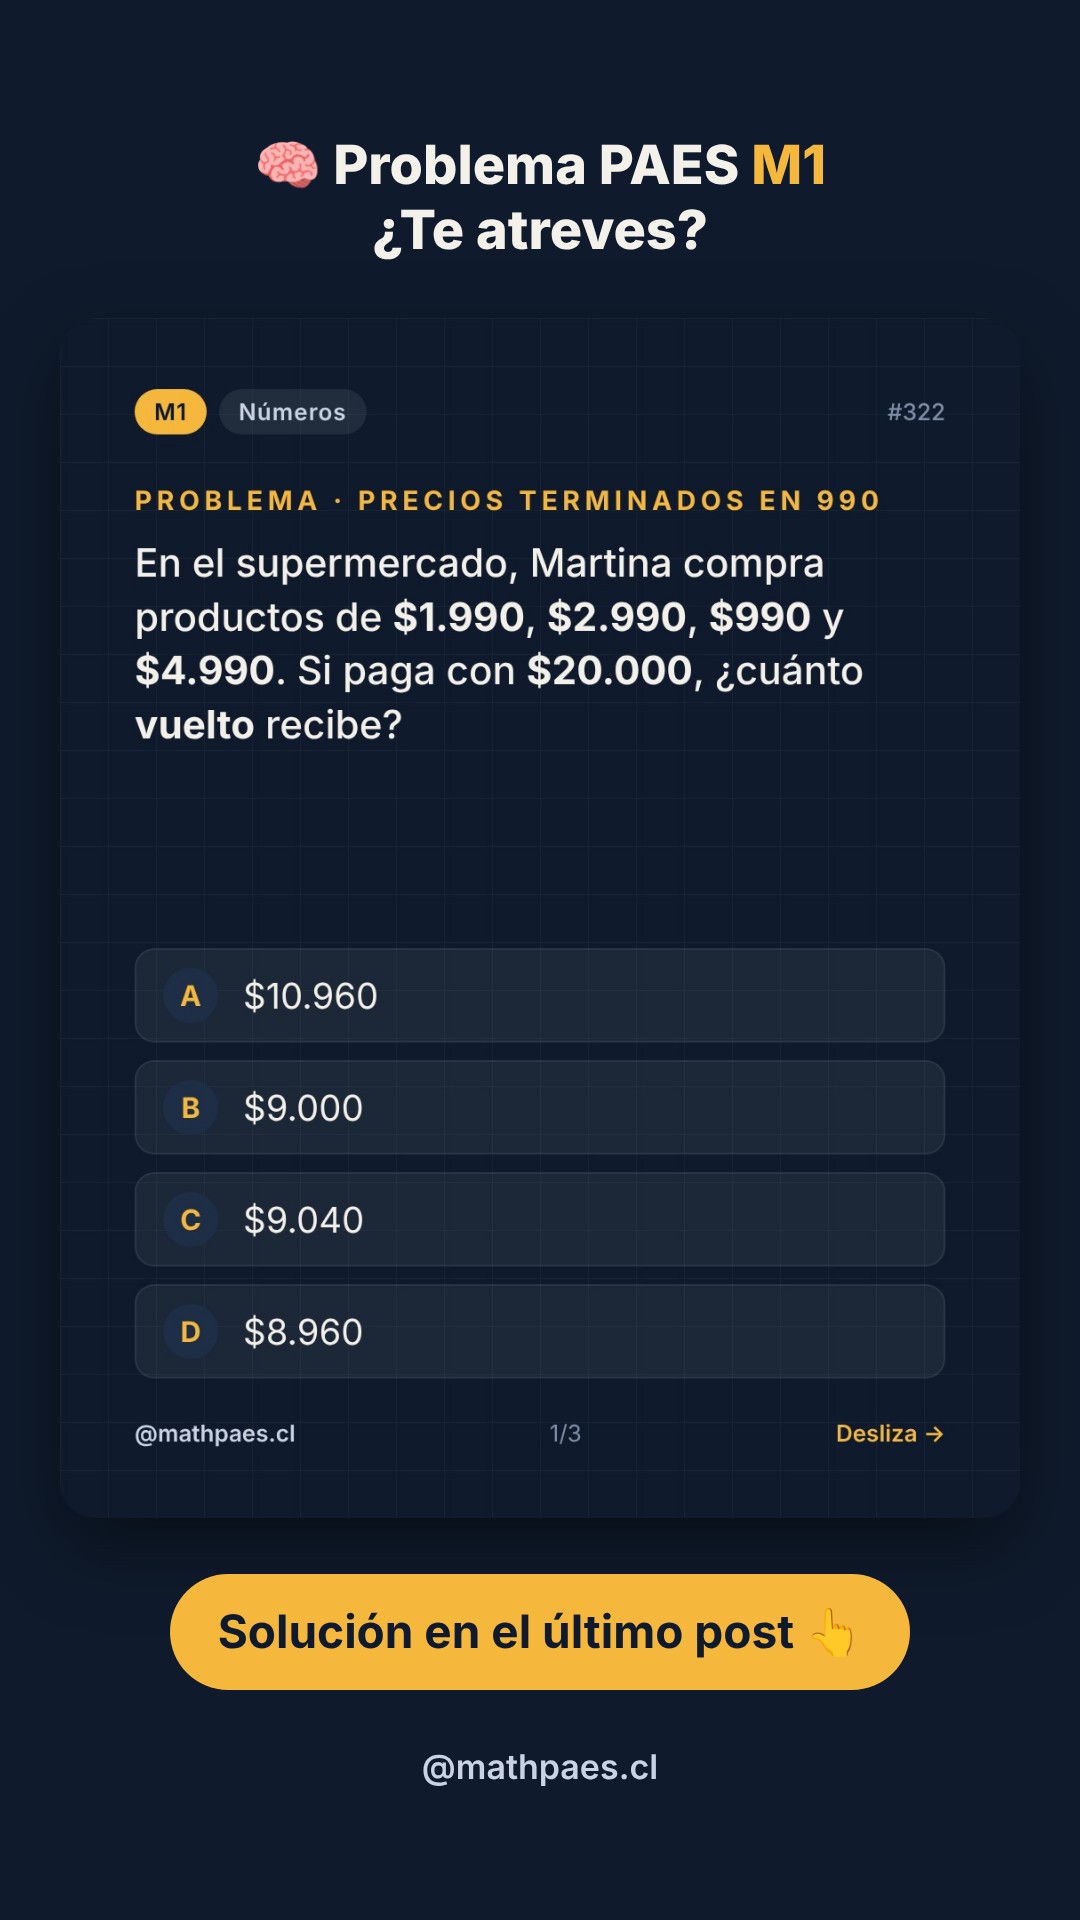 🧠 Problema PAES M1
¿Te atreves?
M1 Números #322
PROBLEMA · PRECIOS TERMINADOS EN 990
En el supermercado, Martina compra
productos de $1.990, $2.990, $990 y
$4.990. Si paga con $20.000, ¿cuánto
vuelto recibe?
A $10.960
B $9.000
C $9.040
D $8.960
@mathpaes.cl 1/3 Desliza →
Solución en el último post 👆
@mathpaes.cl